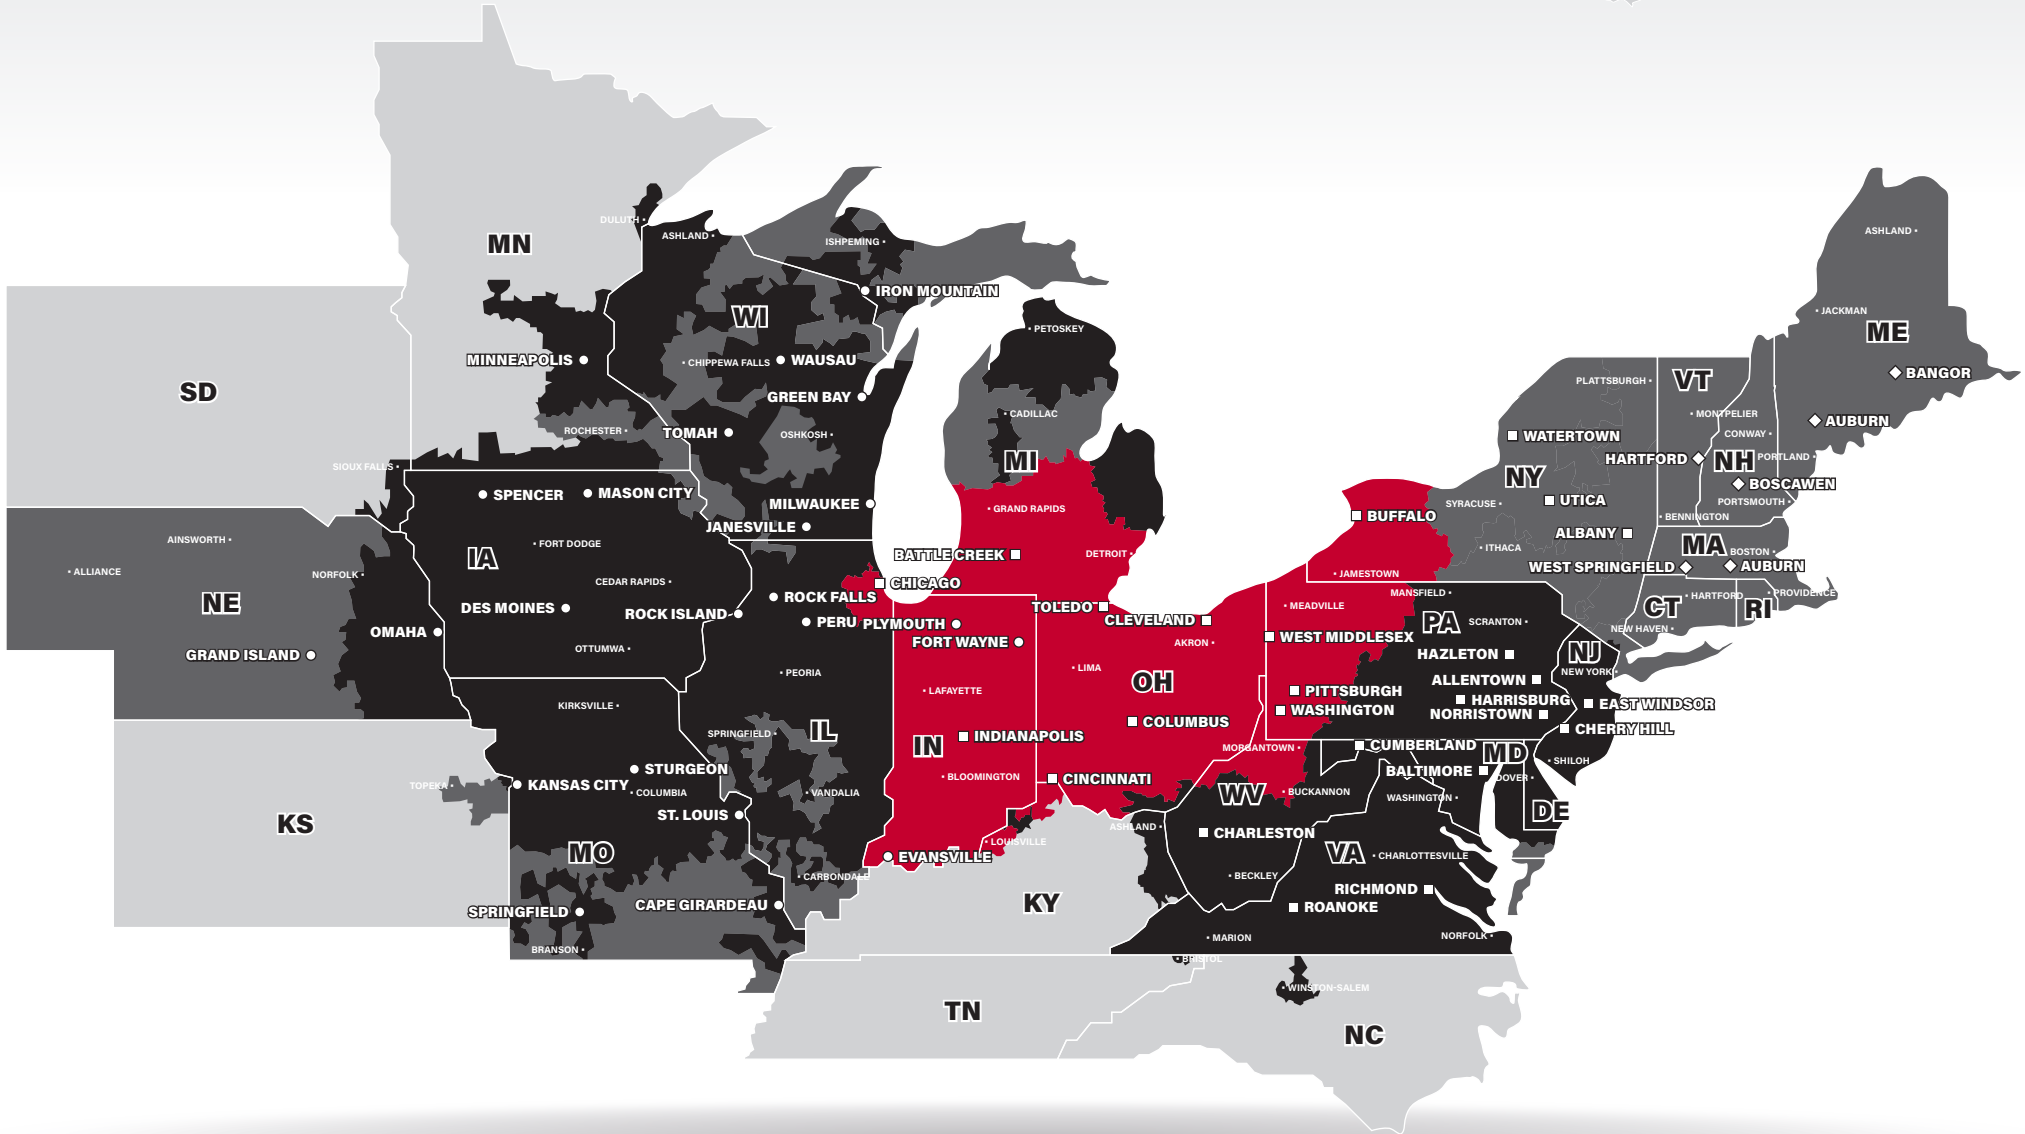 DULUTH
ASHLAND
MN
ISHPEMING
IRON MOUNTAIN
WI
PETOSKEY
MINNEAPOLIS
CHIPPEWA FALLS
WAUSAU
GREEN BAY
SD
ROCHESTER
TOMAH
OSHKOSH
CADILLAC
SIOUX FALLS
MI
SPENCER
MASON CITY
MILWAUKEE
JANESVILLE
GRAND RAPIDS
AINSWORTH
FORT DODGE
IA
BATTLE CREEK
DETROIT
ALLIANCE
NORFOLK
CEDAR RAPIDS
CHICAGO
NE
DES MOINES
ROCK ISLAND
ROCK FALLS
TOLEDO
OMAHA
PERU
PLYMOUTH
CLEVELAND
GRAND ISLAND
OTTUMWA
FORT WAYNE
AKRON
PEORIA
LIMA
OH
LAFAYETTE
KIRKSVILLE
SPRINGFIELD
IL
IN
INDIANAPOLIS
COLUMBUS
STURGEON
TOPEKA
KANSAS CITY
COLUMBIA
VANDALIA
BLOOMINGTON
CINCINNATI
KS
ST. LOUIS
MO
LOUISVILLE
EVANSVILLE
CARBONDALE
SPRINGFIELD
CAPE GIRARDEAU
KY
BRANSON
TN
ASHLAND
JACKMAN
ME
BANGOR
PLATTSBURGH
VT
MONTPELIER
AUBURN
WATERTOWN
CONWAY
HARTFORD
NH
PORTLAND
NY
BOSCAWEN
SYRACUSE
UTICA
PORTSMOUTH
BUFFALO
BENNINGTON
ALBANY
MA
ITHACA
BOSTON
WEST SPRINGFIELD
AUBURN
JAMESTOWN
MANSFIELD
HARTFORD
PROVIDENCE
MEADVILLE
CT
RI
PA
SCRANTON
NEW HAVEN
WEST MIDDLESEX
HAZLETON
NJ
NEW YORK
ALLENTOWN
PITTSBURGH
HARRISBURG
EAST WINDSOR
WASHINGTON
NORRISTOWN
CHERRY HILL
MORGANTOWN
CUMBERLAND
MD
SHILOH
BALTIMORE
DOVER
WV
BUCKANNON
WASHINGTON
DE
ASHLAND
CHARLESTON
VA
CHARLOTTESVILLE
BECKLEY
RICHMOND
ROANOKE
MARION
NORFOLK
BRISTOL
WINSTON-SALEM
NC